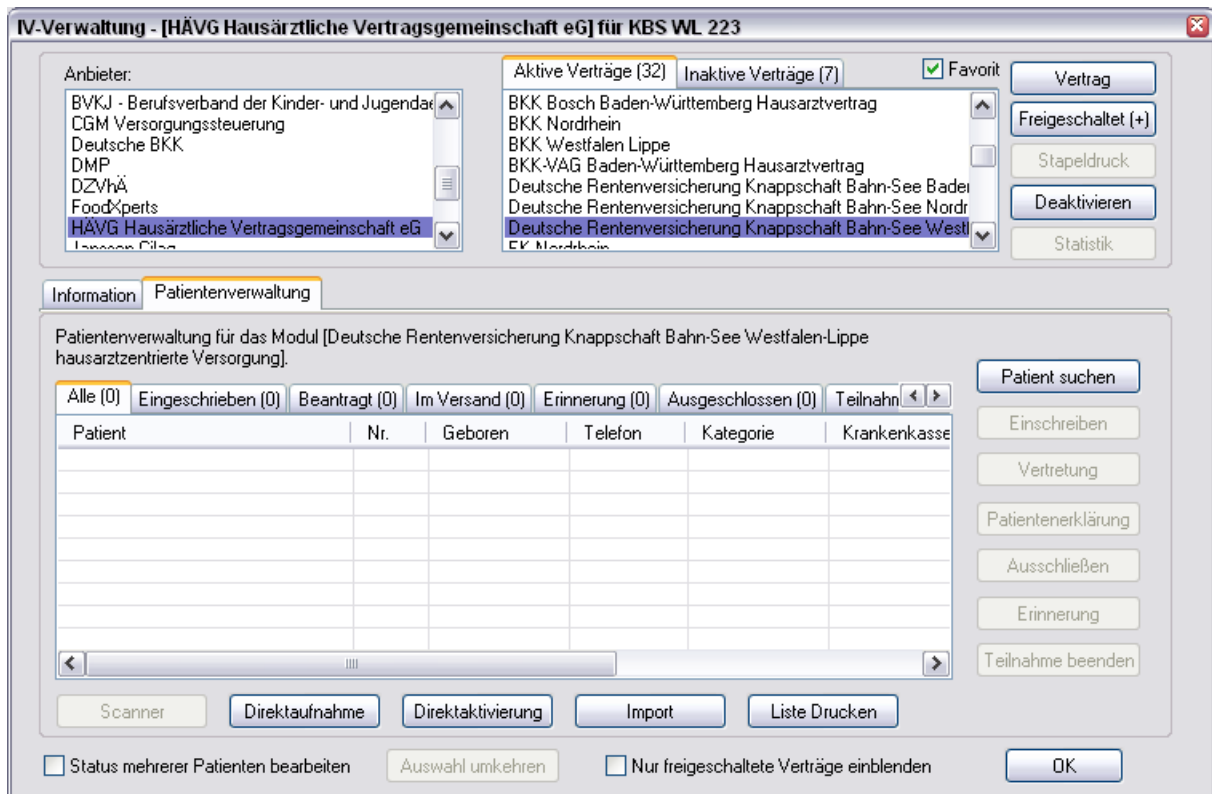 IV-Verwaltung - [HÄVG Hausärztliche Vertragsgemeinschaft eG] für KBS WL 223
Anbieter:
BVKJ - Berufsverband der Kinder- und Jugendae
CGM Versorgungssteuerung
Deutsche BKK
DMP
DZVhÄ
FoodXperts
HÄVG Hausärztliche Vertragsgemeinschaft eG
Janssen Cilag
Aktive Verträge (32) Inaktive Verträge (7) Favorit
BKK Bosch Baden-Württemberg Hausarztvertrag
BKK Nordrhein
BKK Westfalen Lippe
BKK-VAG Baden-Württemberg Hausarztvertrag
Deutsche Rentenversicherung Knappschaft Bahn-See Baden
Deutsche Rentenversicherung Knappschaft Bahn-See Nordr
Deutsche Rentenversicherung Knappschaft Bahn-See Westf
EK Nordrhein
Vertrag
Freigeschaltet (+)
Stapeldruck
Deaktivieren
Statistik
Information Patientenverwaltung
Patientenverwaltung für das Modul [Deutsche Rentenversicherung Knappschaft Bahn-See Westfalen-Lippe
hausarztzentrierte Versorgung].
Alle (0) Eingeschrieben (0) Beantragt (0) Im Versand (0) Erinnerung (0) Ausgeschlossen (0) Teilnahm
Patient Nr. Geboren Telefon Kategorie Krankenkasse
Patient suchen
Einschreiben
Vertretung
Patientenerklärung
Ausschließen
Erinnerung
Teilnahme beenden
Scanner Direktaufnahme Direktaktivierung Import Liste Drucken
Status mehrerer Patienten bearbeiten Auswahl umkehren Nur freigeschaltete Verträge einblenden OK